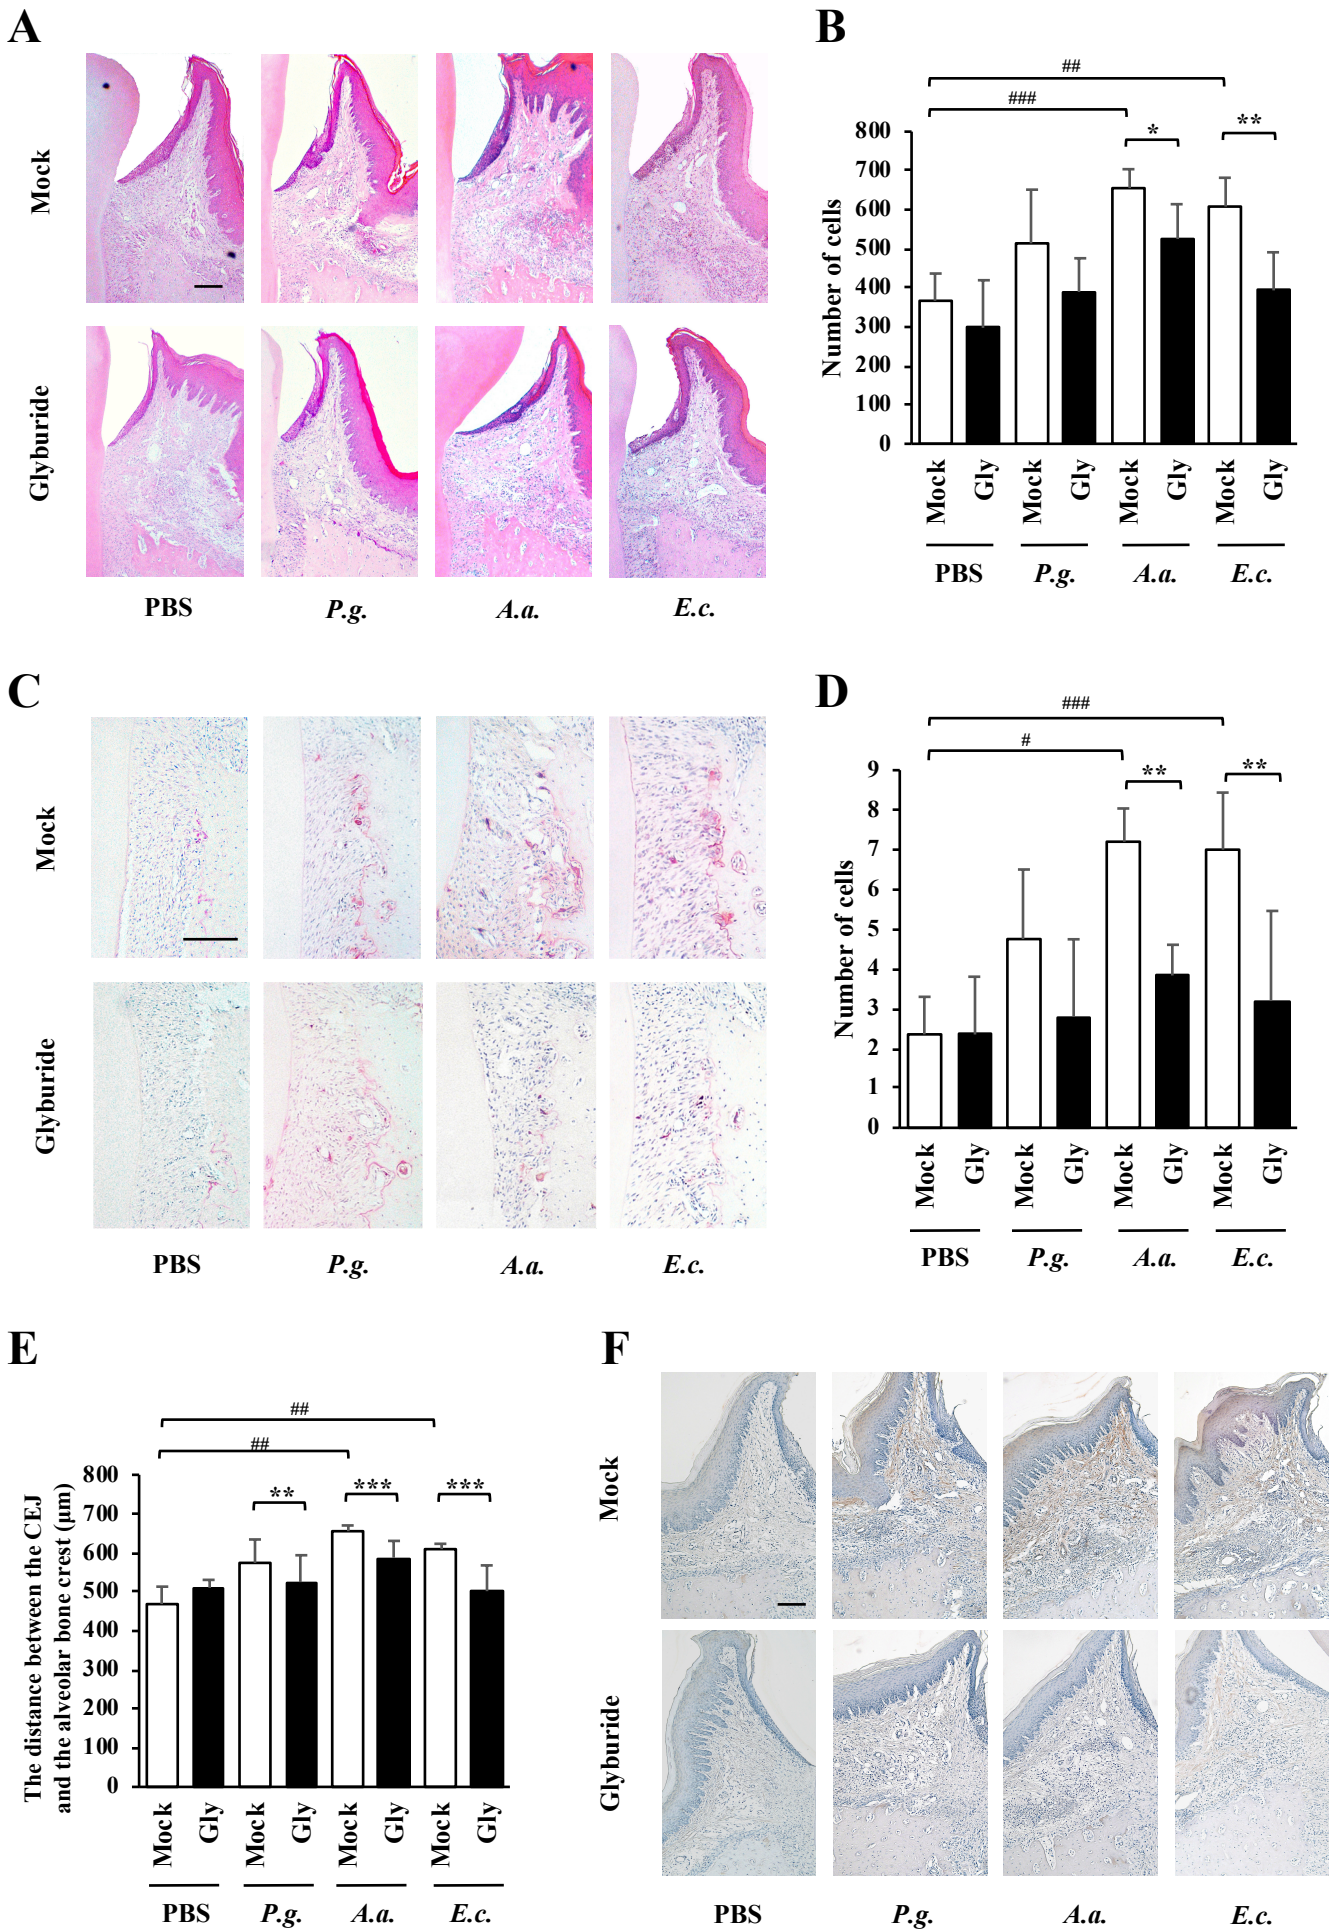 A
Mock
Glyburide
PBS
P.g.
A.a.
E.c.
B
##
###
*
**
Number of cells
800
700
600
500
400
300
200
100
0
Mock
Gly
Mock
Gly
Mock
Gly
Mock
Gly
PBS
P.g.
A.a.
E.c.
C
Mock
Glyburide
PBS
P.g.
A.a.
E.c.
D
###
#
**
**
Number of cells
9
8
7
6
5
4
3
2
1
0
Mock
Gly
Mock
Gly
Mock
Gly
Mock
Gly
PBS
P.g.
A.a.
E.c.
E
##
##
**
***
***
The distance between the CEJ
and the alveolar bone crest (μm)
800
700
600
500
400
300
200
100
0
Mock
Gly
Mock
Gly
Mock
Gly
Mock
Gly
PBS
P.g.
A.a.
E.c.
F
Mock
Glyburide
PBS
P.g.
A.a.
E.c.